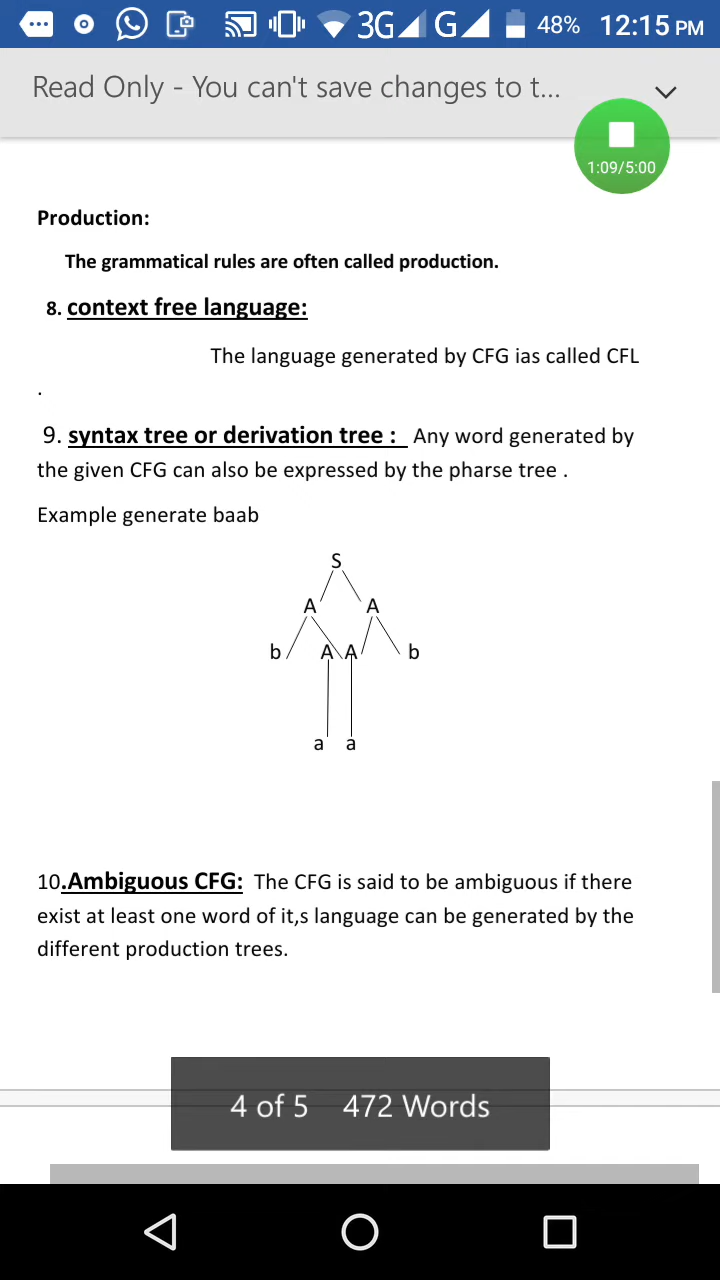 3G G 48% 12:15 PM
Read Only - You can't save changes to t...
1:09/5:00
Production:
The grammatical rules are often called production.
8. context free language:
The language generated by CFG ias called CFL
.
9. syntax tree or derivation tree : Any word generated by
the given CFG can also be expressed by the pharse tree .
Example generate baab
S
A A
b A A b
a a
10.Ambiguous CFG: The CFG is said to be ambiguous if there
exist at least one word of it,s language can be generated by the
different production trees.
4 of 5 472 Words